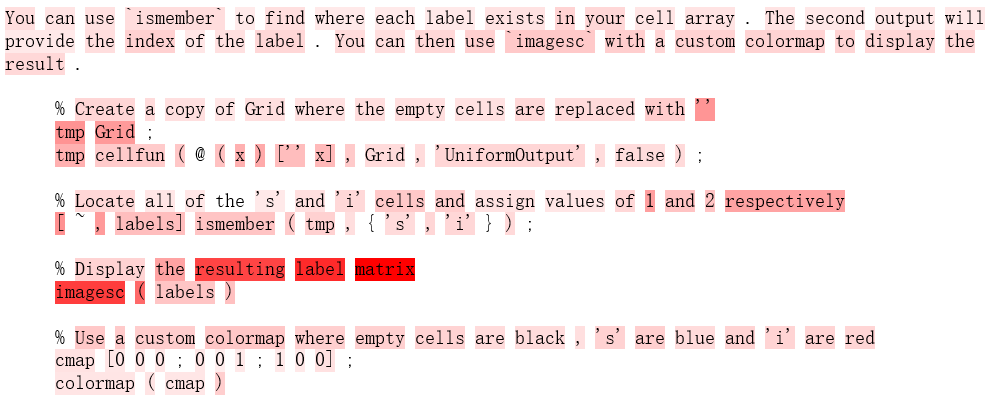 You can use `ismember` to find where each label exists in your cell array . The second output will
provide the index of the label . You can then use `imagesc` with a custom colormap to display the
result .
% Create a copy of Grid where the empty cells are replaced with ''
tmp Grid ;
tmp cellfun ( @ ( x ) ['' x] , Grid , 'UniformOutput' , false ) ;
% Locate all of the 's' and 'i' cells and assign values of 1 and 2 respectively
[ ~ , labels] ismember ( tmp , { 's' , 'i' } ) ;
% Display the resulting label matrix
imagesc ( labels )
% Use a custom colormap where empty cells are black , 's' are blue and 'i' are red
cmap [0 0 0 ; 0 0 1 ; 1 0 0] ;
colormap ( cmap )